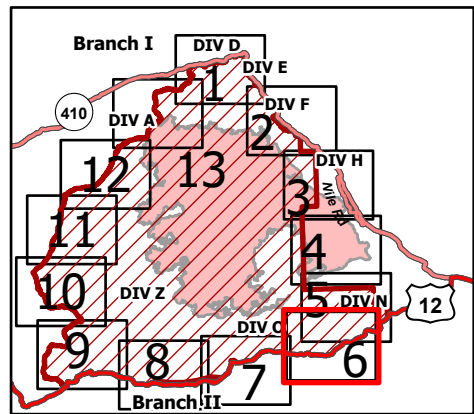 Branch I
DIV D
1
DIV E
410
DIV A
DIV F
2
12
13
DIV H
3
Nile Rd
11
4
10
DIV Z
5
DIV N
12
DIV O
9
8
7
6
Branch II